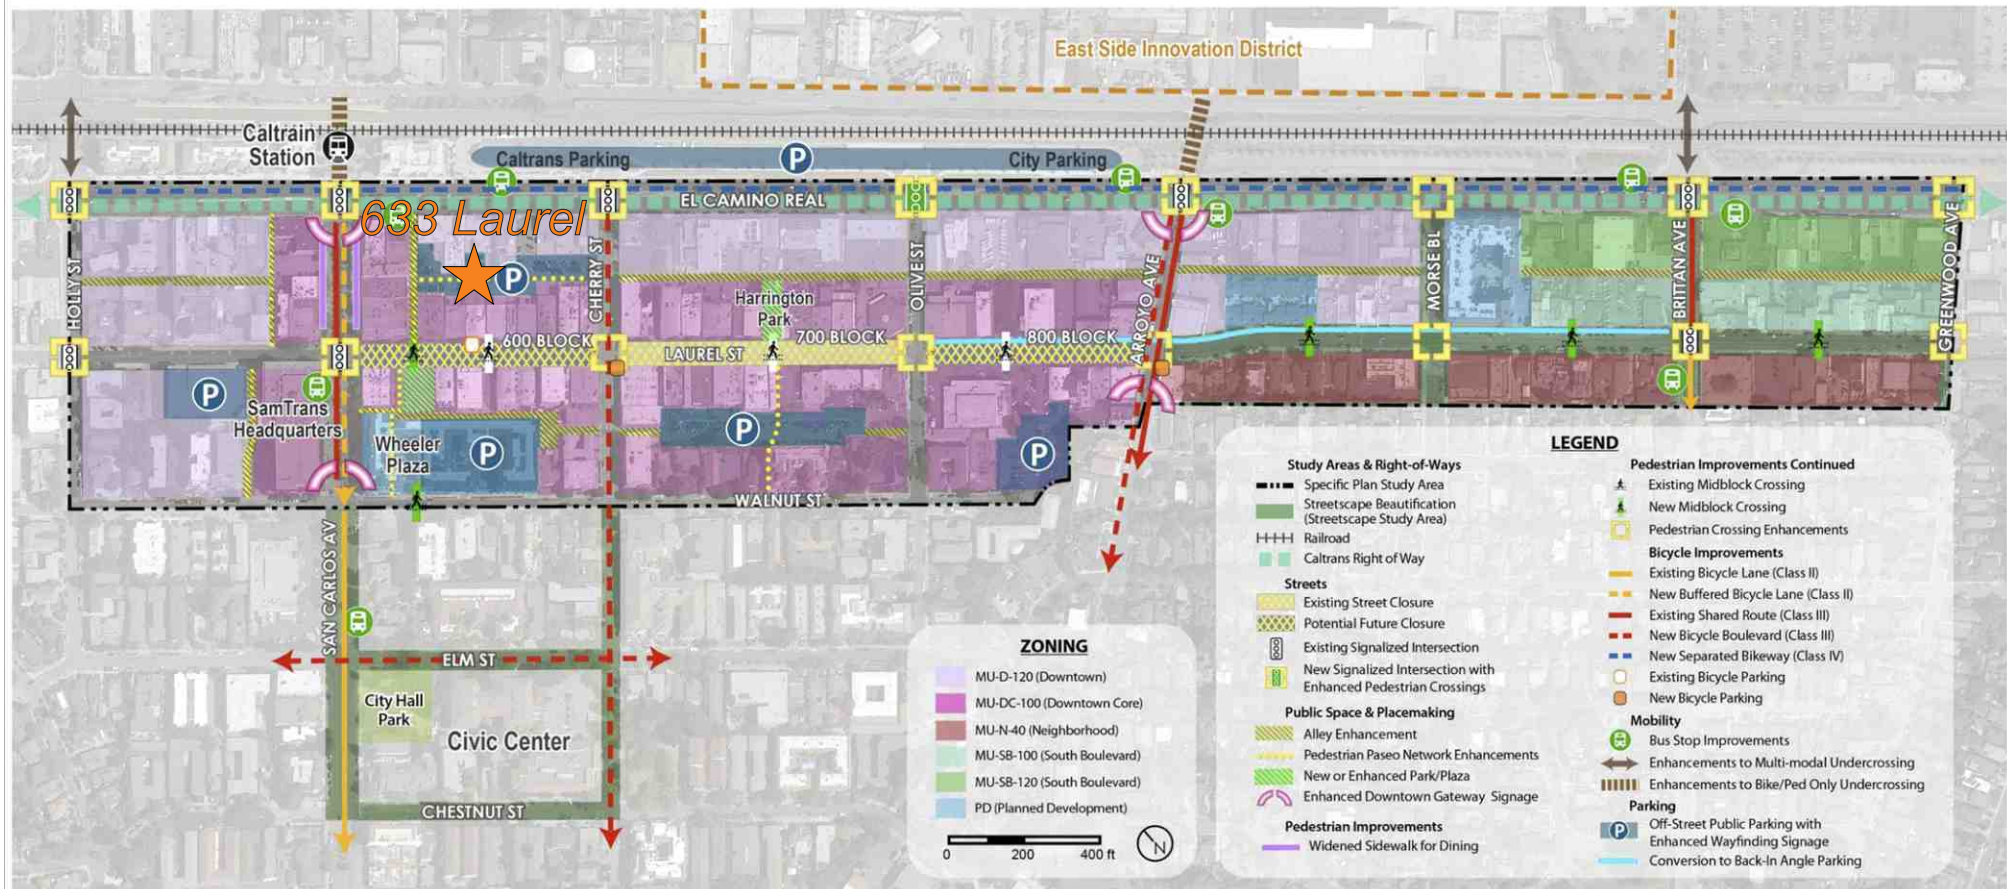 East Side Innovation District
Caltrain
Station
Caltrans Parking
P
City Parking
633 Laurel
EL CAMINO REAL
HOLLY ST
CHERRY ST
OLIVE ST
ARROYO AVE
MORSE BL
BRITTAN AVE
GREENWOOD AVE
P
Harrington
Park
600 BLOCK
LAUREL ST
700 BLOCK
800 BLOCK
P
SamTrans
Headquarters
Wheeler
Plaza
P
P
P
WALNUT ST
SAN CARLOS AV
ELM ST
City Hall
Park
Civic Center
CHESTNUT ST
ZONING
MU-D-120 (Downtown)
MU-DC-100 (Downtown Core)
MU-N-40 (Neighborhood)
MU-SB-100 (South Boulevard)
MU-SB-120 (South Boulevard)
PD (Planned Development)
0 200 400 ft
N
LEGEND
Study Areas & Right-of-Ways
Specific Plan Study Area
Streetscape Beautification
(Streetscape Study Area)
Railroad
Caltrans Right of Way
Streets
Existing Street Closure
Potential Future Closure
Existing Signalized Intersection
New Signalized Intersection with
Enhanced Pedestrian Crossings
Public Space & Placemaking
Alley Enhancement
Pedestrian Paseo Network Enhancements
New or Enhanced Park/Plaza
Enhanced Downtown Gateway Signage
Pedestrian Improvements
Widened Sidewalk for Dining
Pedestrian Improvements Continued
Existing Midblock Crossing
New Midblock Crossing
Pedestrian Crossing Enhancements
Bicycle Improvements
Existing Bicycle Lane (Class II)
New Buffered Bicycle Lane (Class II)
Existing Shared Route (Class III)
New Bicycle Boulevard (Class III)
New Separated Bikeway (Class IV)
Existing Bicycle Parking
New Bicycle Parking
Mobility
Bus Stop Improvements
Enhancements to Multi-modal Undercrossing
Enhancements to Bike/Ped Only Undercrossing
Parking
P
Off-Street Public Parking with
Enhanced Wayfinding Signage
Conversion to Back-In Angle Parking